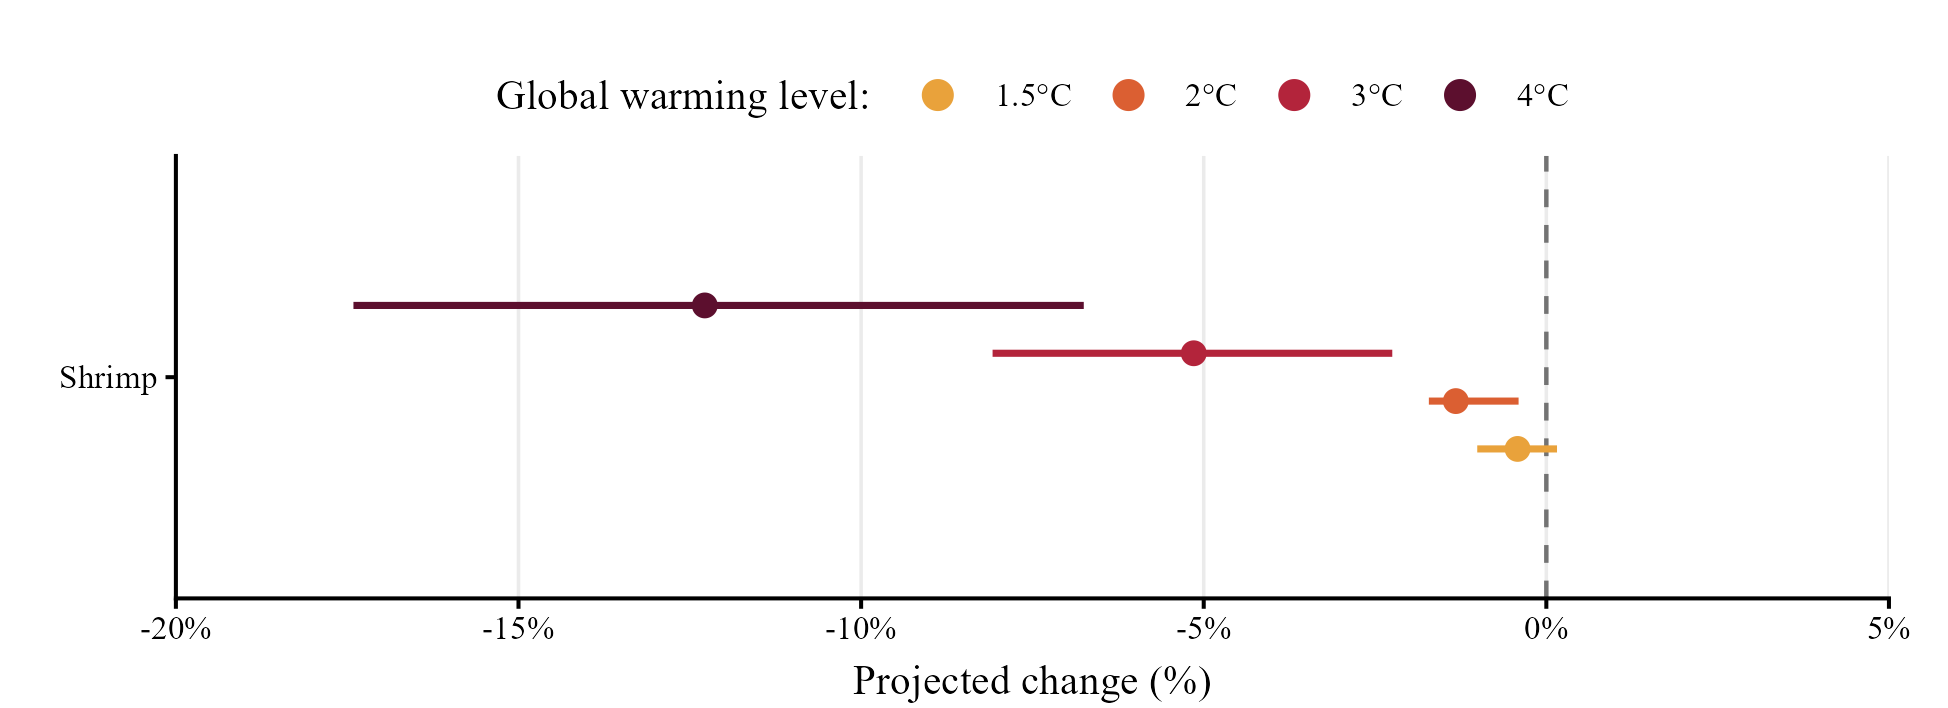 Global warming level: 1.5°C 2°C 3°C 4°C
Shrimp
-20% -15% -10% -5% 0% 5%
Projected change (%)